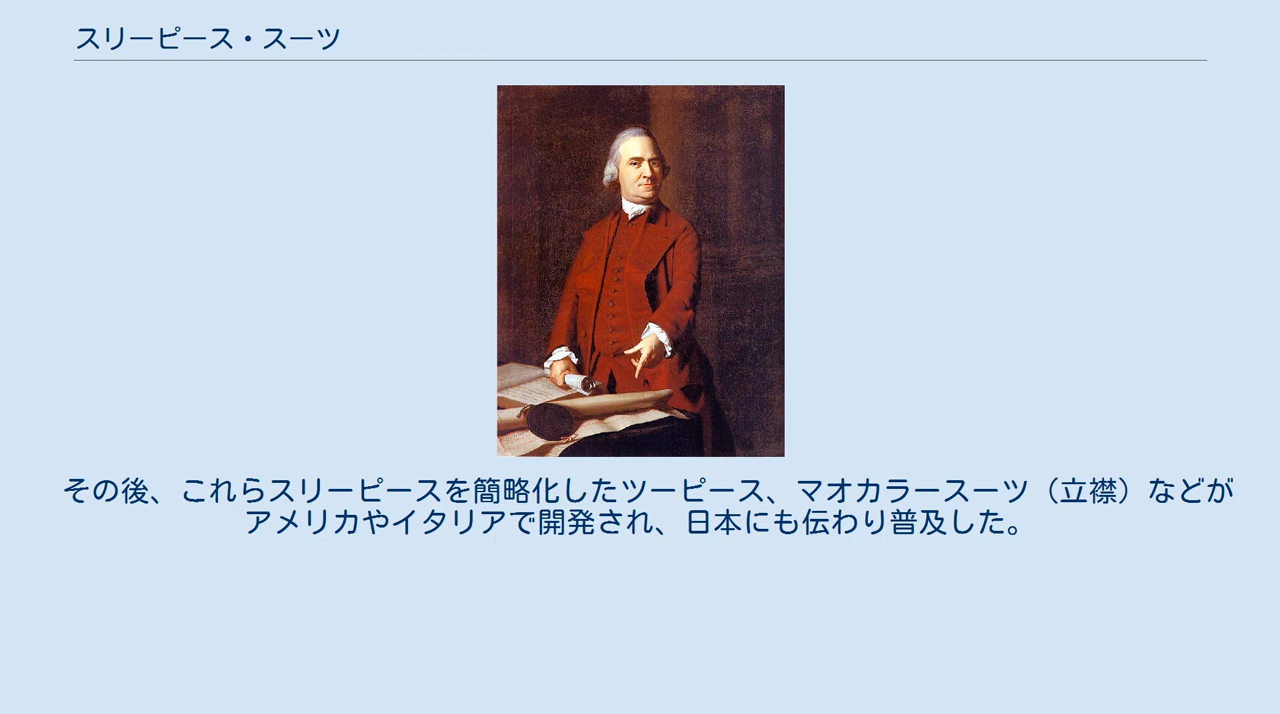 スリーピース・スーツ
その後、これらスリーピースを簡略化したツーピース、マオカラースーツ（立襟）などが
アメリカやイタリアで開発され、日本にも伝わり普及した。